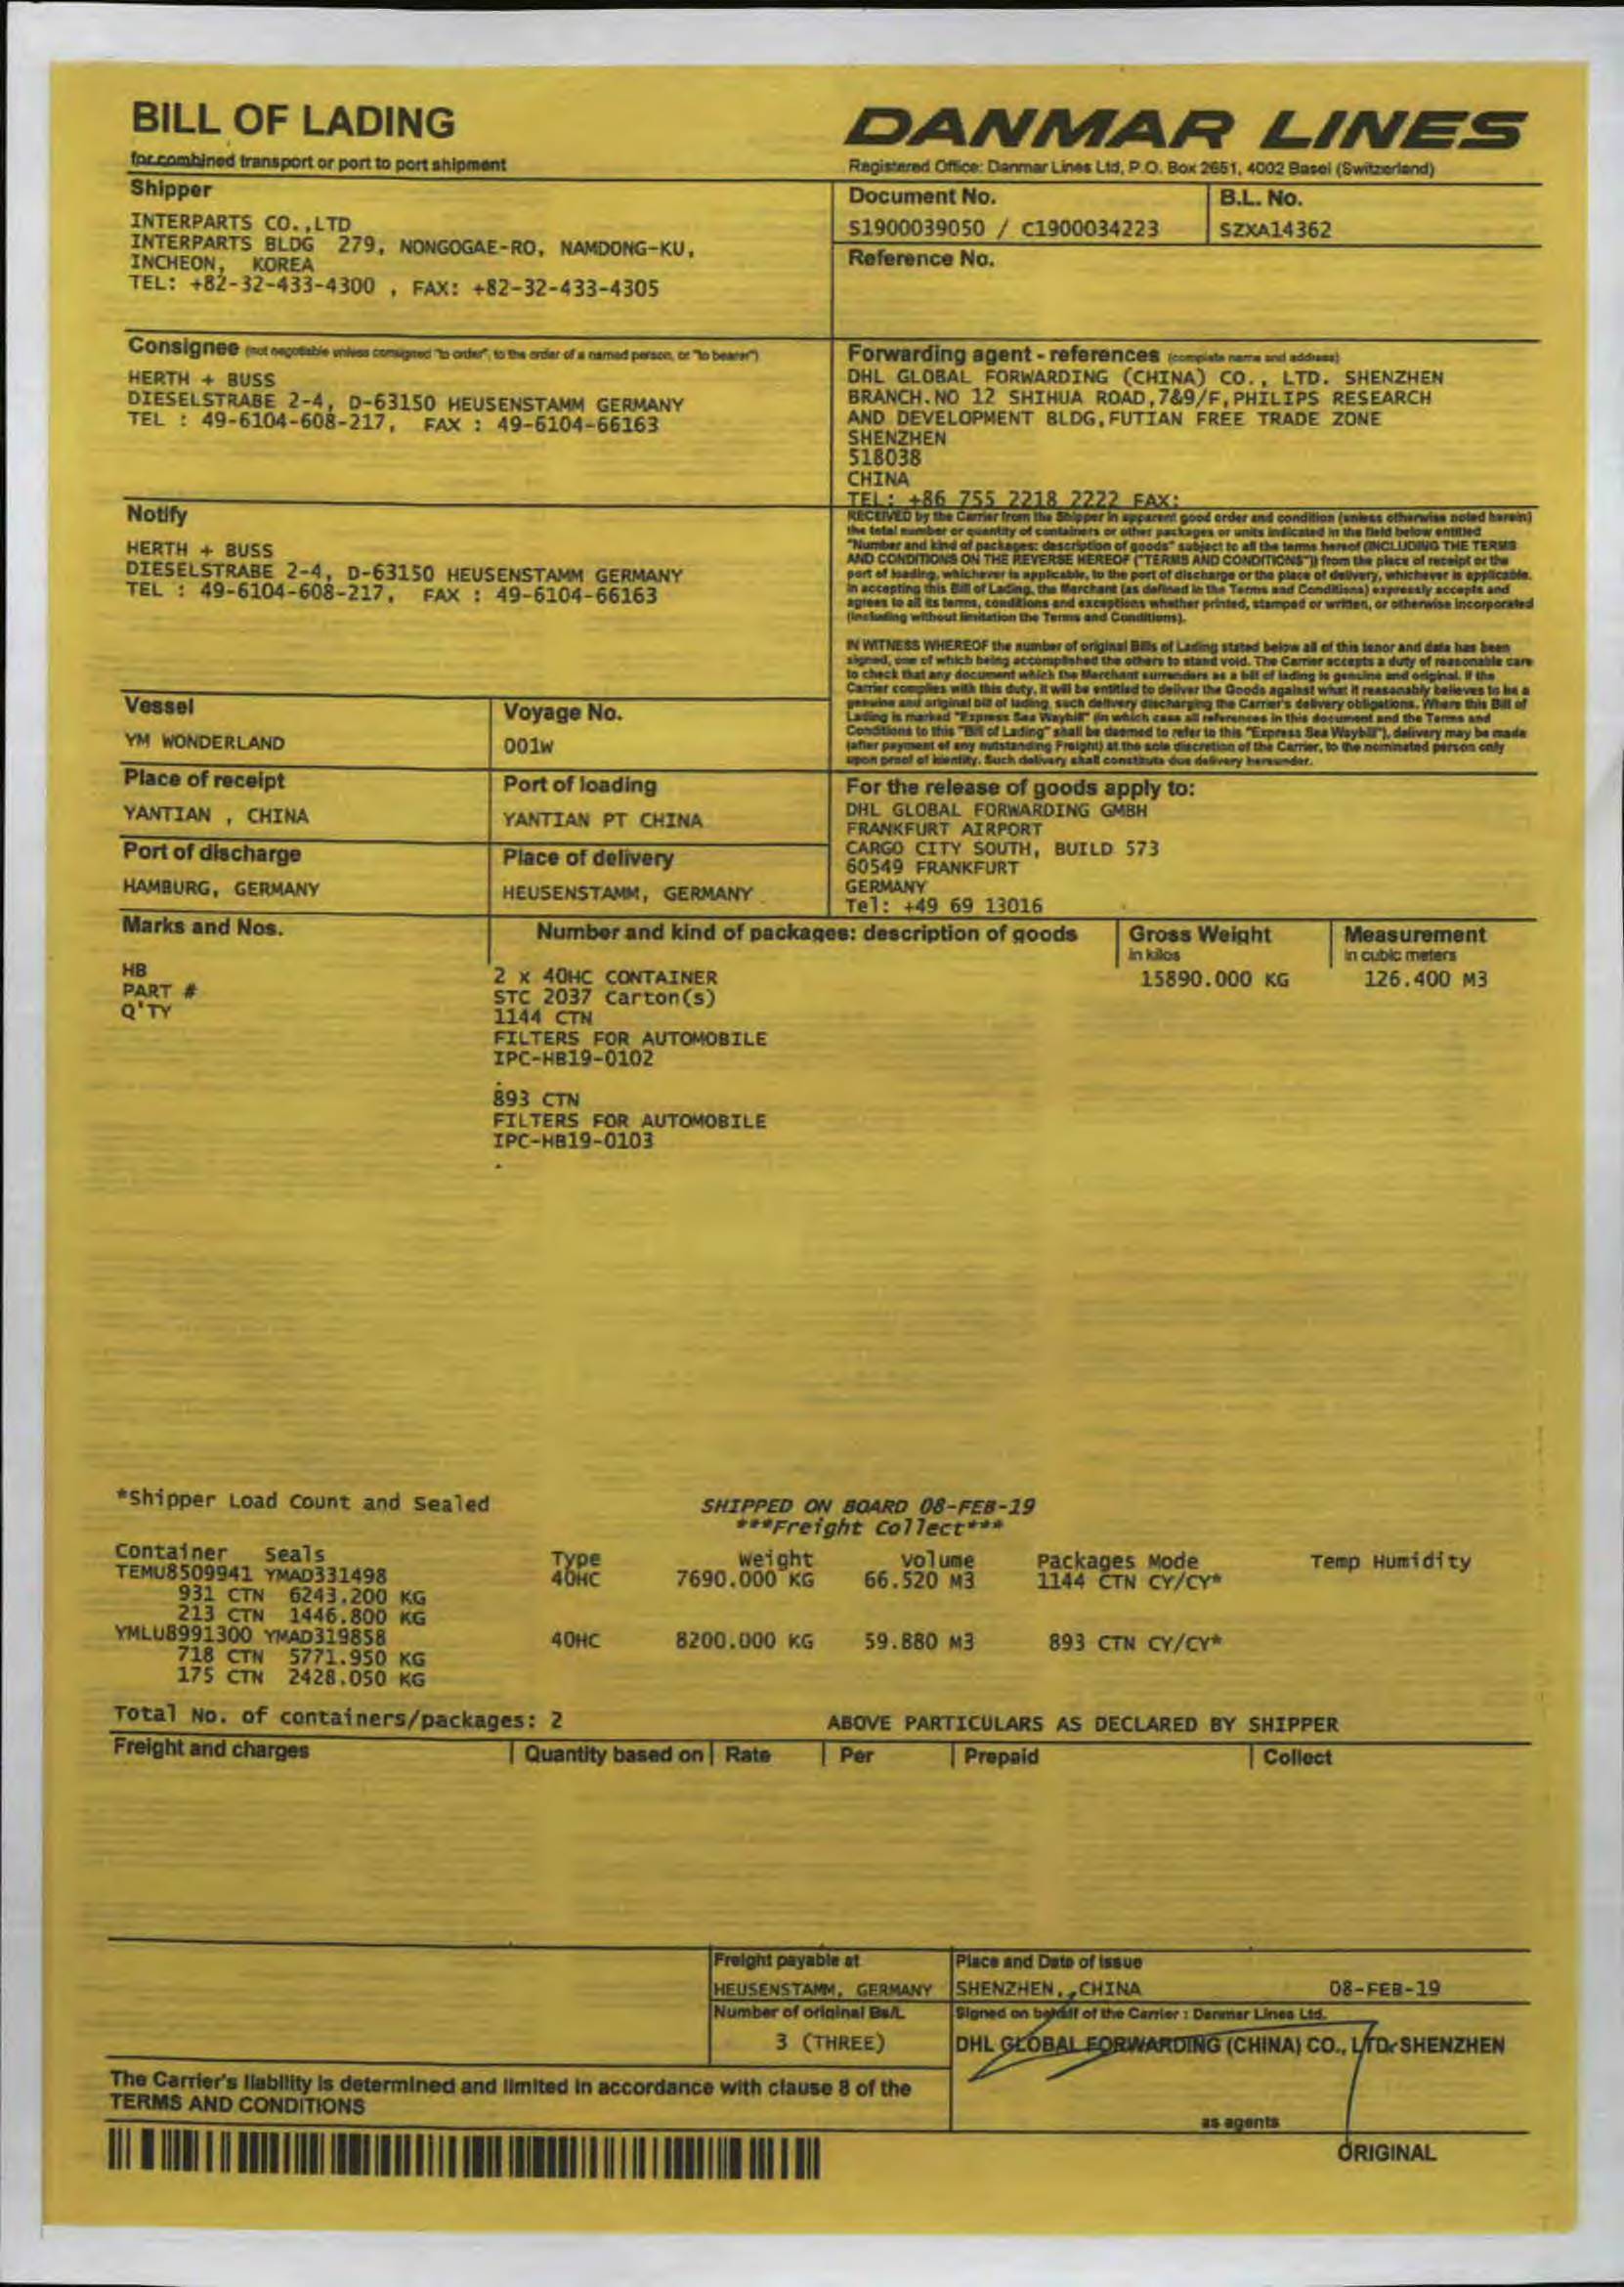 BILL OF LADING
for combined transport or port to port shipment
DANMAR LINES
Registered Office: Danmar Lines Ltd, P.O. Box 2651, 4002 Basel (Switzerland)
Shipper
INTERPARTS CO.,LTD
INTERPARTS BLDG 279, NONGOGAE-RO, NAMDONG-KU,
INCHEON, KOREA
TEL: +82-32-433-4300 , FAX: +82-32-433-4305
Document No.
S1900039050 / C1900034223
B.L. No.
SZXA14362
Reference No.
Consignee (not negotiable unless consigned "to order", to the order of a named person, or "to bearer")
HERTH + BUSS
DIESELSTRABE 2-4, D-63150 HEUSENSTAMM GERMANY
TEL : 49-6104-608-217, FAX : 49-6104-66163
Forwarding agent - references (complete name and address)
DHL GLOBAL FORWARDING (CHINA) CO., LTD. SHENZHEN
BRANCH.NO 12 SHIHUA ROAD,7&9/F,PHILIPS RESEARCH
AND DEVELOPMENT BLDG,FUTIAN FREE TRADE ZONE
SHENZHEN
518038
CHINA
TEL: +86 755 2218 2222 FAX:
Notify
HERTH + BUSS
DIESELSTRABE 2-4, D-63150 HEUSENSTAMM GERMANY
TEL : 49-6104-608-217, FAX : 49-6104-66163
RECEIVED by the Carrier from the Shipper in apparent good order and condition (unless otherwise noted herein)
the total number or quantity of containers or other packages or units indicated in the field below entitled
"Number and kind of packages: description of goods" subject to all the terms hereof (INCLUDING THE TERMS
AND CONDITIONS ON THE REVERSE HEREOF ("TERMS AND CONDITIONS")) from the place of receipt or the
port of loading, whichever is applicable, to the port of discharge or the place of delivery, whichever is applicable.
In accepting this Bill of Lading, the Merchant (as defined in the Terms and Conditions) expressly accepts and
agrees to all its terms, conditions and exceptions whether printed, stamped or written, or otherwise incorporated
(including without limitation the Terms and Conditions).
IN WITNESS WHEREOF the number of original Bills of Lading stated below all of this tenor and date has been
signed, one of which being accomplished the others to stand void. The Carrier accepts a duty of reasonable care
to check that any document which the Merchant surrenders as a bill of lading is genuine and original. If the
Carrier complies with this duty, it will be entitled to deliver the Goods against what it reasonably believes to be a
genuine and original bill of lading, such delivery discharging the Carrier's delivery obligations. Where this Bill of
Lading is marked "Express Sea Waybill" (in which case all references in this document and the Terms and
Conditions to this "Bill of Lading" shall be deemed to refer to this "Express Sea Waybill"), delivery may be made
(after payment of any outstanding Freight) at the sole discretion of the Carrier, to the nominated person only
upon proof of identity. Such delivery shall constitute due delivery hereunder.
Vessel
YM WONDERLAND
Voyage No.
001W
Place of receipt
YANTIAN , CHINA
Port of loading
YANTIAN PT CHINA
Port of discharge
HAMBURG, GERMANY
Place of delivery
HEUSENSTAMM, GERMANY
For the release of goods apply to:
DHL GLOBAL FORWARDING GMBH
FRANKFURT AIRPORT
CARGO CITY SOUTH, BUILD 573
60549 FRANKFURT
GERMANY
Tel: +49 69 13016
Marks and Nos.
Number and kind of packages: description of goods
Gross Weight
in kilos
Measurement
in cubic meters
HB
PART #
Q'TY
2 x 40HC CONTAINER
STC 2037 Carton(s)
1144 CTN
FILTERS FOR AUTOMOBILE
IPC-HB19-0102
.
893 CTN
FILTERS FOR AUTOMOBILE
IPC-HB19-0103
.
15890.000 KG
126.400 M3
*Shipper Load Count and Sealed
SHIPPED ON BOARD 08-FEB-19
***Freight Collect***
Container Seals Type Weight Volume Packages Mode Temp Humidity
TEMU8509941 YMAD331498 40HC 7690.000 KG 66.520 M3 1144 CTN CY/CY*
931 CTN 6243.200 KG
213 CTN 1446.800 KG
YMLU8991300 YMAD319858 40HC 8200.000 KG 59.880 M3 893 CTN CY/CY*
718 CTN 5771.950 KG
175 CTN 2428.050 KG
Total No. of containers/packages: 2
ABOVE PARTICULARS AS DECLARED BY SHIPPER
Freight and charges Quantity based on Rate Per Prepaid Collect
Freight payable at
HEUSENSTAMM, GERMANY
Place and Date of issue
SHENZHEN,,CHINA 08-FEB-19
Number of original Bs/L
3 (THREE)
Signed on behalf of the Carrier : Danmar Lines Ltd.
DHL GLOBAL FORWARDING (CHINA) CO., LTD. SHENZHEN
The Carrier's liability is determined and limited in accordance with clause 8 of the
TERMS AND CONDITIONS
as agents
ORIGINAL